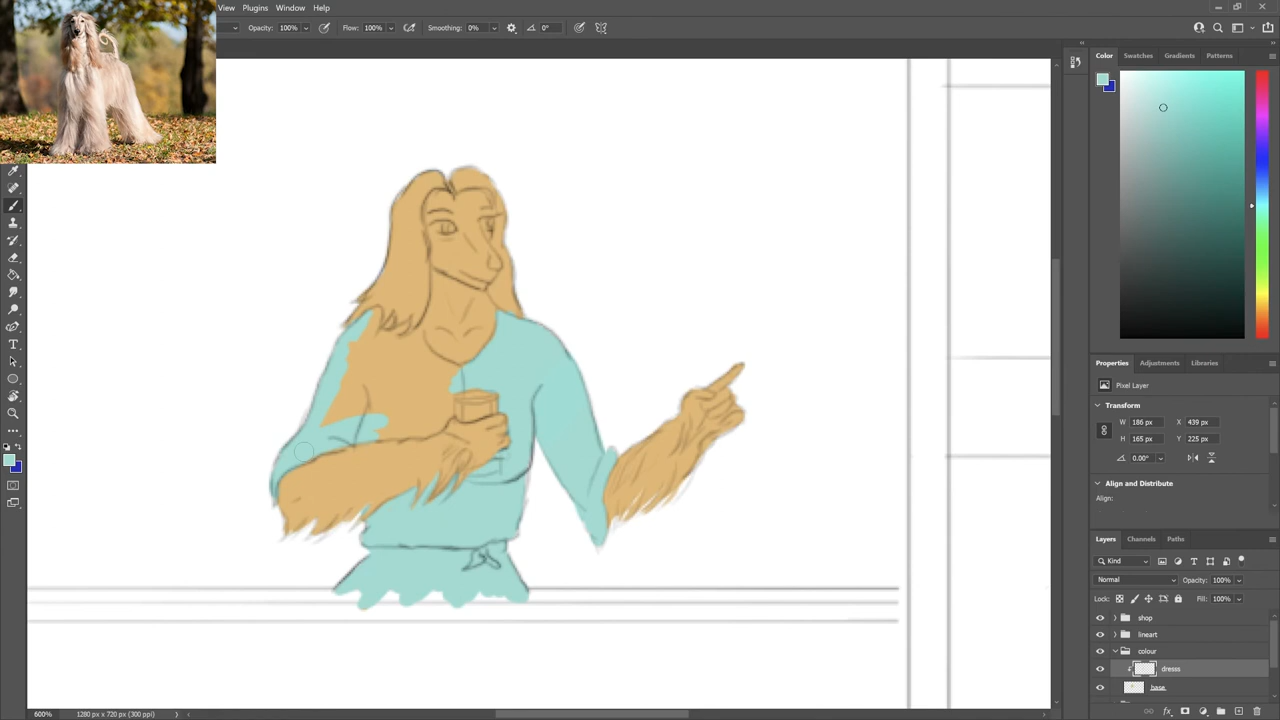 View Plugins Window Help
Opacity: 100% Flow: 100% Smoothing: 0% 0°
Color Swatches Gradients Patterns
Properties Adjustments Libraries
Pixel Layer
Transform
W 186 px X 439 px
H 165 px Y 225 px
0.00°
Align and Distribute
Align:
Layers Channels Paths
Kind
Normal Opacity: 100%
Lock: Fill: 100%
shop
lineart
colour
dresss
base
600% 1280 px x 720 px (300 ppi)